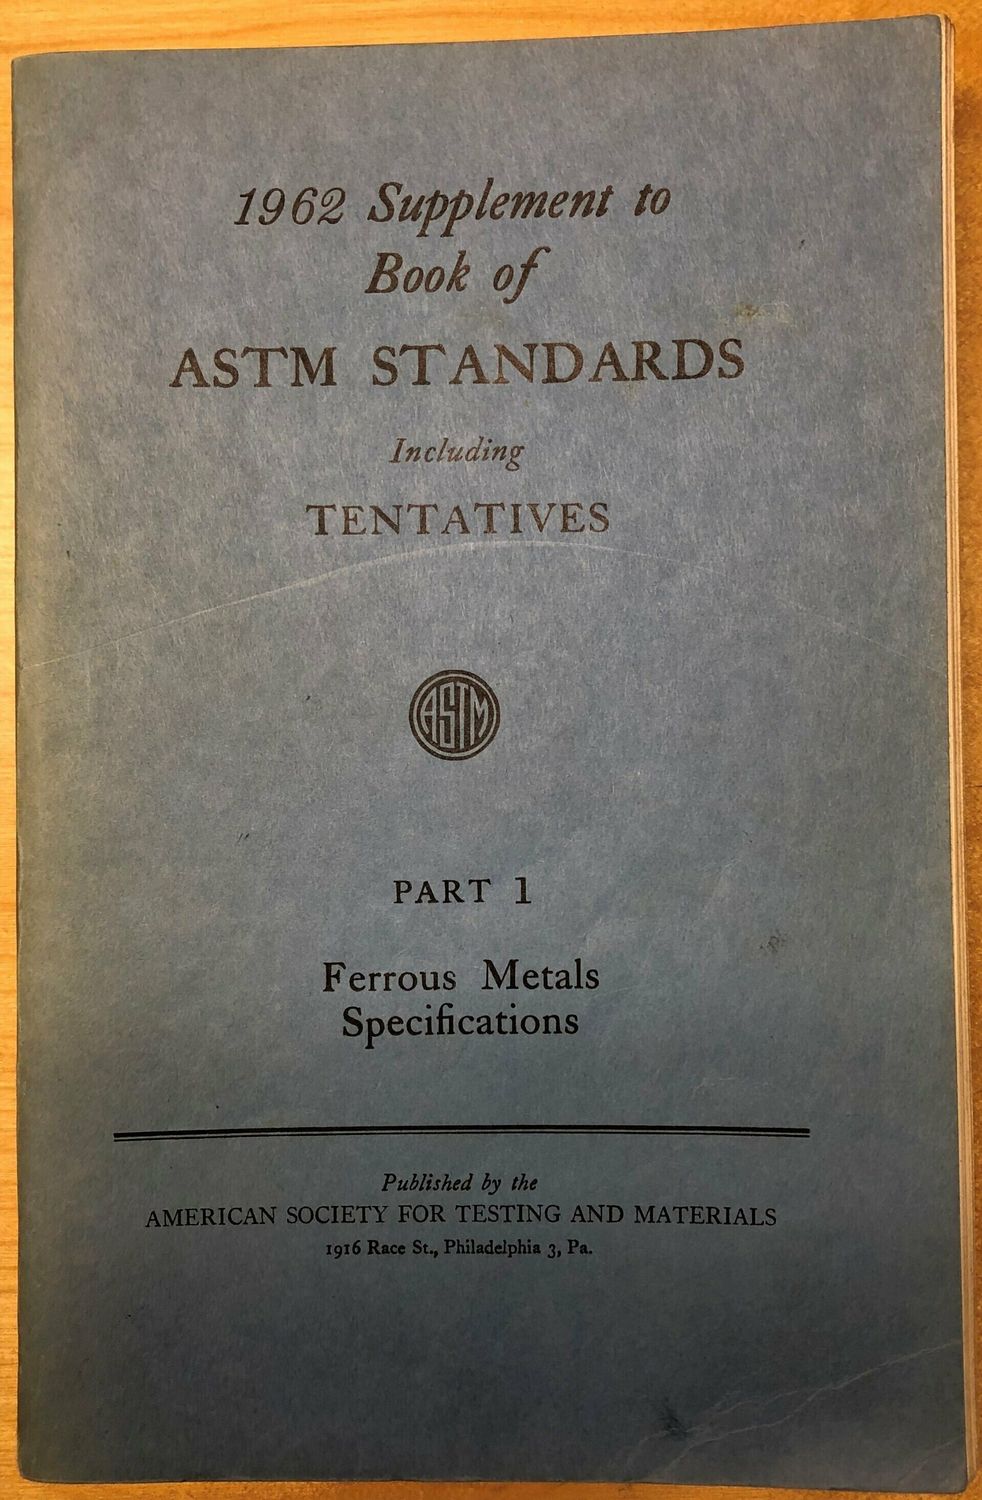 1962 Supplement to
Book of
ASTM STANDARDS
Including
TENTATIVES
ASTM
PART 1
Ferrous Metals
Specifications
Published by the
AMERICAN SOCIETY FOR TESTING AND MATERIALS
1916 Race St., Philadelphia 3, Pa.